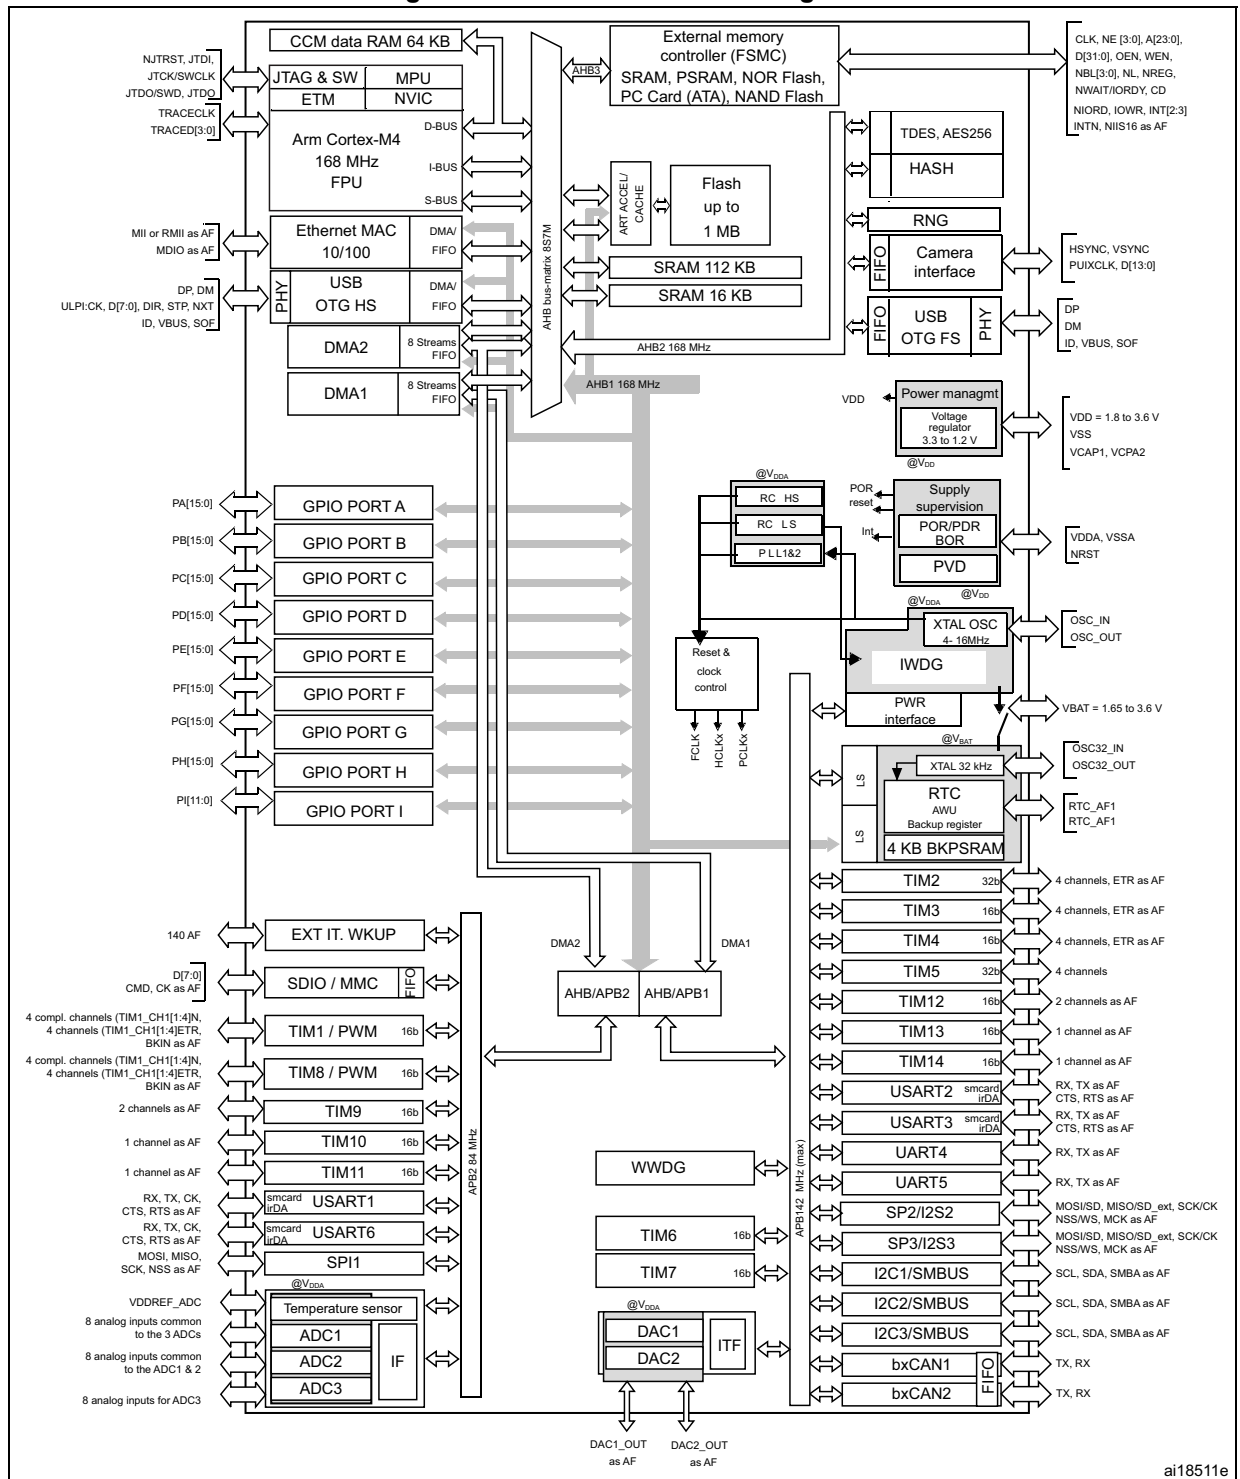 CCM data RAM 64 KB
External memory
controller (FSMC)
SRAM, PSRAM, NOR Flash,
PC Card (ATA), NAND Flash
CLK, NE [3:0], A[23:0],
D[31:0], OEN, WEN,
NBL[3:0], NL, NREG,
NWAIT/IORDY, CD
NIORD, IOWR, INT[2:3]
INTN, NIIS16 as AF
NJTRST, JTDI,
JTCK/SWCLK
JTDO/SWD, JTDO
TRACECLK
TRACED[3:0]
JTAG & SW
MPU
ETM
NVIC
Arm Cortex-M4
168 MHz
FPU
D-BUS
I-BUS
S-BUS
AHB3
AHB bus-matrix 8S7M
ART ACCEL/
CACHE
Flash
up to
1 MB
SRAM 112 KB
SRAM 16 KB
AHB2 168 MHz
AHB1 168 MHz
TDES, AES256
HASH
RNG
FIFO
Camera
interface
HSYNC, VSYNC
PUIXCLK, D[13:0]
FIFO
USB
OTG FS
PHY
DP
DM
ID, VBUS, SOF
MII or RMII as AF
MDIO as AF
Ethernet MAC
10/100
DMA/
FIFO
DP, DM
ULPI:CK, D[7:0], DIR, STP, NXT
ID, VBUS, SOF
PHY
USB
OTG HS
DMA/
FIFO
DMA2
8 Streams
FIFO
DMA1
8 Streams
FIFO
VDD
Power managmt
Voltage
regulator
3.3 to 1.2 V
@VDD
VDD = 1.8 to 3.6 V
VSS
VCAP1, VCPA2
@VDDA
RC HS
RC LS
PLL1&2
POR
reset
Int
Supply
supervision
POR/PDR
BOR
PVD
@VDD
VDDA, VSSA
NRST
@VDDA
XTAL OSC
4- 16MHz
IWDG
OSC_IN
OSC_OUT
PWR
interface
VBAT = 1.65 to 3.6 V
Reset &
clock
control
FCLK
HCLKx
PCLKx
@VBAT
LS
LS
XTAL 32 kHz
RTC
AWU
Backup register
4 KB BKPSRAM
OSC32_IN
OSC32_OUT
RTC_AF1
RTC_AF1
PA[15:0]
GPIO PORT A
PB[15:0]
GPIO PORT B
PC[15:0]
GPIO PORT C
PD[15:0]
GPIO PORT D
PE[15:0]
GPIO PORT E
PF[15:0]
GPIO PORT F
PG[15:0]
GPIO PORT G
PH[15:0]
GPIO PORT H
PI[11:0]
GPIO PORT I
DMA2
DMA1
AHB/APB2
AHB/APB1
APB2 84 MHz
APB142 MHz (max)
140 AF
EXT IT. WKUP
D[7:0]
CMD, CK as AF
SDIO / MMC
FIFO
4 compl. channels (TIM1_CH1[1:4]N,
4 channels (TIM1_CH1[1:4]ETR,
BKIN as AF
TIM1 / PWM 16b
4 compl. channels (TIM1_CH1[1:4]N,
4 channels (TIM1_CH1[1:4]ETR,
BKIN as AF
TIM8 / PWM 16b
2 channels as AF
TIM9 16b
1 channel as AF
TIM10 16b
1 channel as AF
TIM11 16b
RX, TX, CK,
CTS, RTS as AF
smcard
irDA
USART1
RX, TX, CK,
CTS, RTS as AF
smcard
irDA
USART6
MOSI, MISO,
SCK, NSS as AF
SPI1
@VDDA
VDDREF_ADC
Temperature sensor
8 analog inputs common
to the 3 ADCs
ADC1
8 analog inputs common
to the ADC1 & 2
ADC2
8 analog inputs for ADC3
ADC3
IF
WWDG
TIM6 16b
TIM7 16b
@VDDA
DAC1
DAC2
ITF
DAC1_OUT
as AF
DAC2_OUT
as AF
TIM2 32b
4 channels, ETR as AF
TIM3 16b
4 channels, ETR as AF
TIM4 16b
4 channels, ETR as AF
TIM5 32b
4 channels
TIM12 16b
2 channels as AF
TIM13 16b
1 channel as AF
TIM14 16b
1 channel as AF
USART2
smcard
irDA
RX, TX as AF
CTS, RTS as AF
USART3
smcard
irDA
RX, TX as AF
CTS, RTS as AF
UART4
RX, TX as AF
UART5
RX, TX as AF
SP2/I2S2
MOSI/SD, MISO/SD_ext, SCK/CK
NSS/WS, MCK as AF
SP3/I2S3
MOSI/SD, MISO/SD_ext, SCK/CK
NSS/WS, MCK as AF
I2C1/SMBUS
SCL, SDA, SMBA as AF
I2C2/SMBUS
SCL, SDA, SMBA as AF
I2C3/SMBUS
SCL, SDA, SMBA as AF
bxCAN1
TX, RX
bxCAN2
TX, RX
FIFO
ai18511e